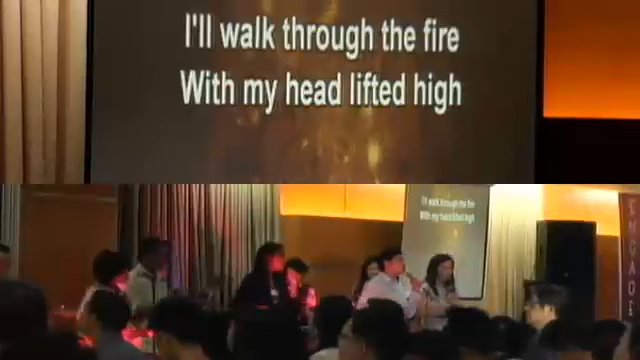 I'll walk through the fire
With my head lifted high
I'll walk through the fire
With my head lifted high
INVADE